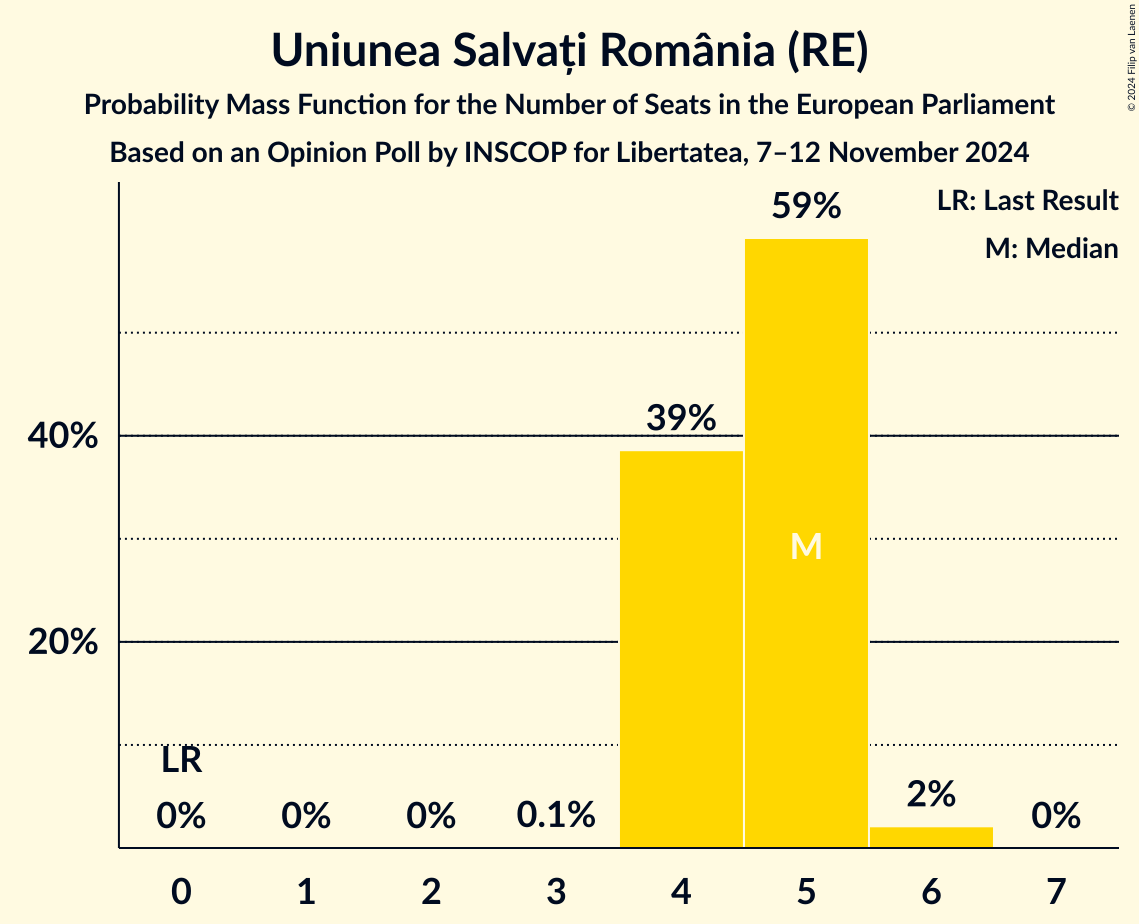 Uniunea Salvați România (RE)
Probability Mass Function for the Number of Seats in the European Parliament
Based on an Opinion Poll by INSCOP for Libertatea, 7–12 November 2024
© 2024 Filip van Laenen
LR: Last Result
M: Median
59%
39%
40%
M
20%
LR
0%
0%
0%
0.1%
2%
0%
0
1
2
3
4
5
6
7